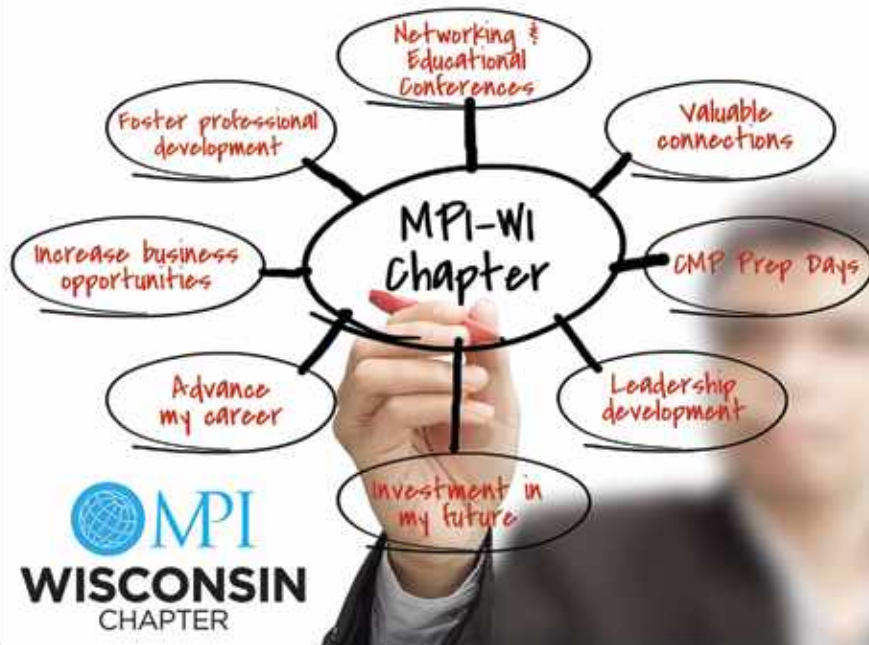 Networking &
Educational
Conferences
Foster professional
development
Valuable
connections
MPI-WI
Chapter
Increase business
opportunities
CMP Prep Days
Advance
my career
Leadership
development
Investment in
my future
MPI
WISCONSIN
CHAPTER